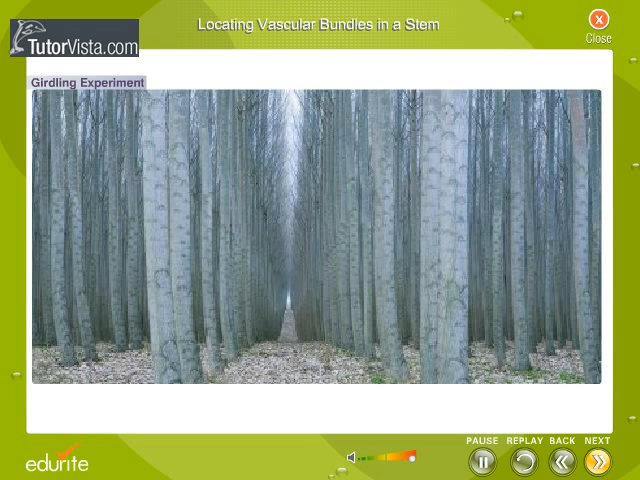 Locating Vascular Bundles in a Stem
TutorVista.com
X
Close
Girdling Experiment
PAUSE REPLAY BACK NEXT
edurite